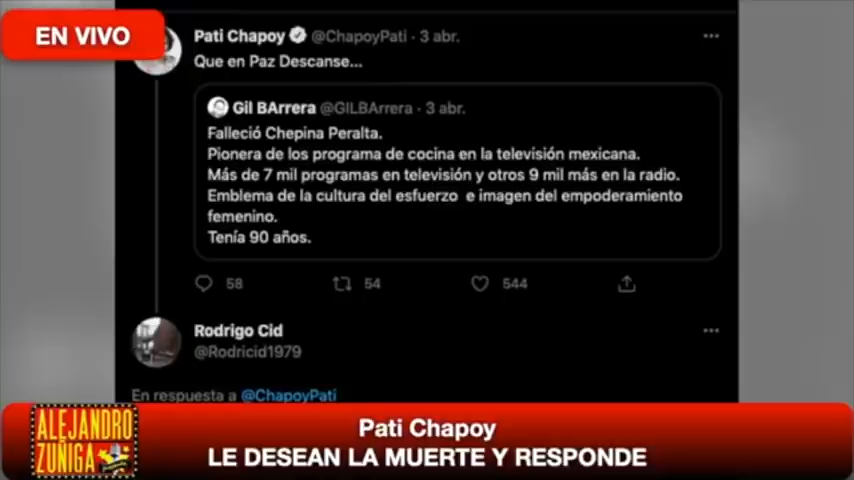 EN VIVO
Pati Chapoy @ChapoyPati · 3 abr.
Que en Paz Descanse...
Gil BArrera @GILBArrera · 3 abr.
Falleció Chepina Peralta.
Pionera de los programa de cocina en la televisión mexicana.
Más de 7 mil programas en televisión y otros 9 mil más en la radio.
Emblema de la cultura del esfuerzo e imagen del empoderamiento
femenino.
Tenía 90 años.
58 54 544
Rodrigo Cid
@Rodricid1979
En respuesta a @ChapoyPati
ALEJANDRO
ZUÑIGA
Pati Chapoy
LE DESEAN LA MUERTE Y RESPONDE